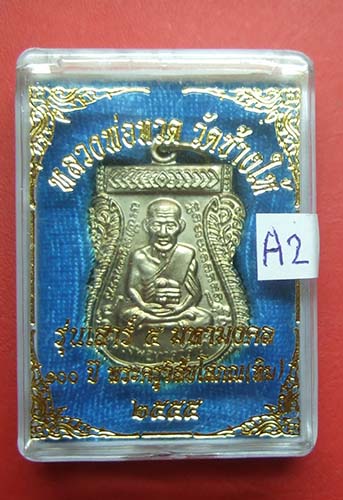 หลวงพ่อทวด วัดช้างให้
A2
รุ่นเสาร์ ๕ มหามงคล
๑๐๐ ปี พระครูวิสัยโสภณ(ทิม)
๒๕๕๕